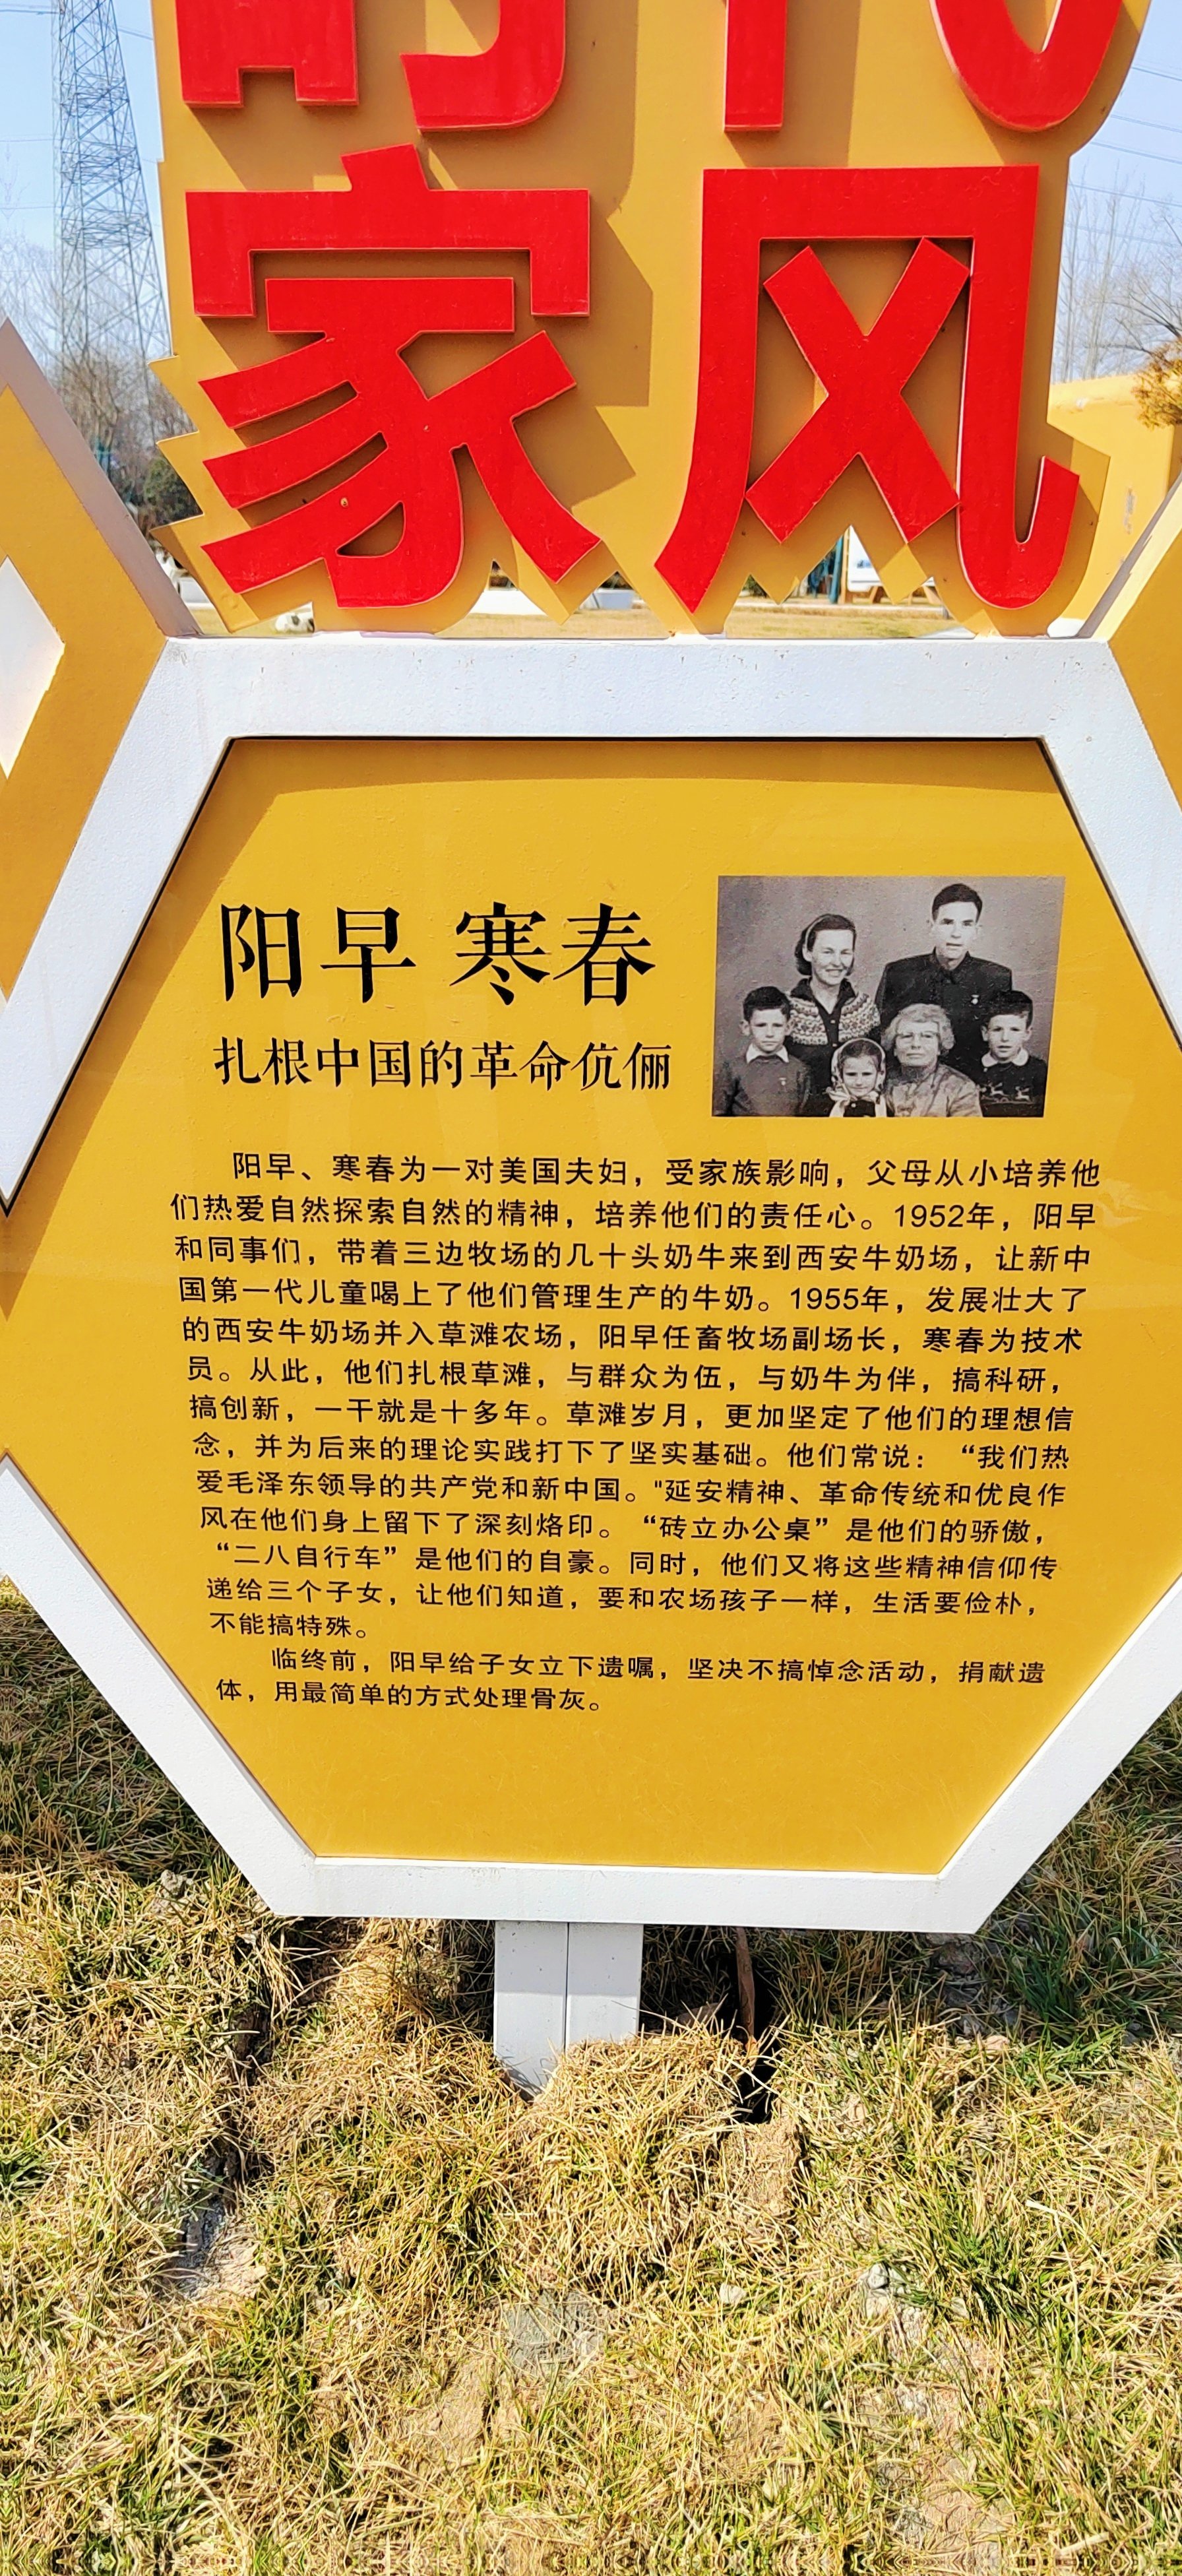 时代
家风
阳早 寒春
扎根中国的革命伉俪
阳早、寒春为一对美国夫妇，受家族影响，父母从小培养他
们热爱自然探索自然的精神，培养他们的责任心。1952年，阳早
和同事们，带着三边牧场的几十头奶牛来到西安牛奶场，让新中
国第一代儿童喝上了他们管理生产的牛奶。1955年，发展壮大了
的西安牛奶场并入草滩农场，阳早任畜牧场副场长，寒春为技术
员。从此，他们扎根草滩，与群众为伍，与奶牛为伴，搞科研，
搞创新，一干就是十多年。草滩岁月，更加坚定了他们的理想信
念，并为后来的理论实践打下了坚实基础。他们常说：“我们热
爱毛泽东领导的共产党和新中国。"延安精神、革命传统和优良作
风在他们身上留下了深刻烙印。“砖立办公桌”是他们的骄傲，
“二八自行车”是他们的自豪。同时，他们又将这些精神信仰传
递给三个子女，让他们知道，要和农场孩子一样，生活要俭朴，
不能搞特殊。
临终前，阳早给子女立下遗嘱，坚决不搞悼念活动，捐献遗
体，用最简单的方式处理骨灰。